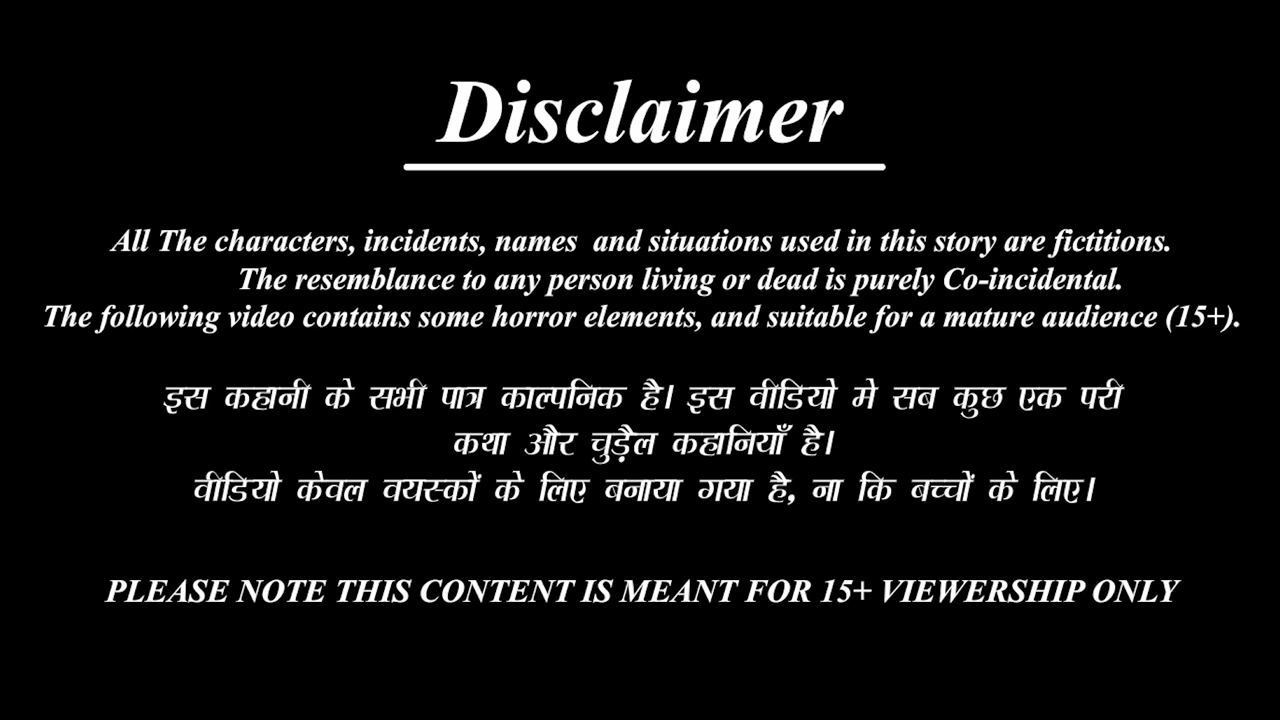 Disclaimer
All The characters, incidents, names and situations used in this story are fictitions.
The resemblance to any person living or dead is purely Co-incidental.
The following video contains some horror elements, and suitable for a mature audience (15+).
इस कहानी के सभी पात्र काल्पनिक है। इस वीडियो मे सब कुछ एक परी
कथा और चुड़ैल कहानियाँ है।
वीडियो केवल वयस्कों के लिए बनाया गया है, ना कि बच्चों के लिए।
PLEASE NOTE THIS CONTENT IS MEANT FOR 15+ VIEWERSHIP ONLY